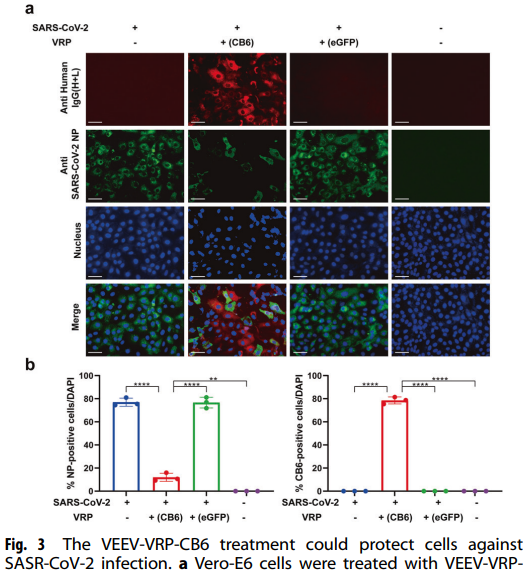 a
SARS-CoV-2 + + + -
VRP - + (CB6) + (eGFP) -
Anti Human
IgG(H+L)
Anti
SARS-CoV-2 NP
Nucleus
Merge
b
% NP-positive cells/DAPI
100
80
60
40
20
0
**** **** **
SARS-CoV-2 + + + -
VRP - + (CB6) + (eGFP) -
% CB6-positive cells/DAPI
100
80
60
40
20
0
**** **** ****
SARS-CoV-2 + + + -
VRP - + (CB6) + (eGFP) -
Fig. 3 The VEEV-VRP-CB6 treatment could protect cells against
SASR-CoV-2 infection. a Vero-E6 cells were treated with VEEV-VRP-